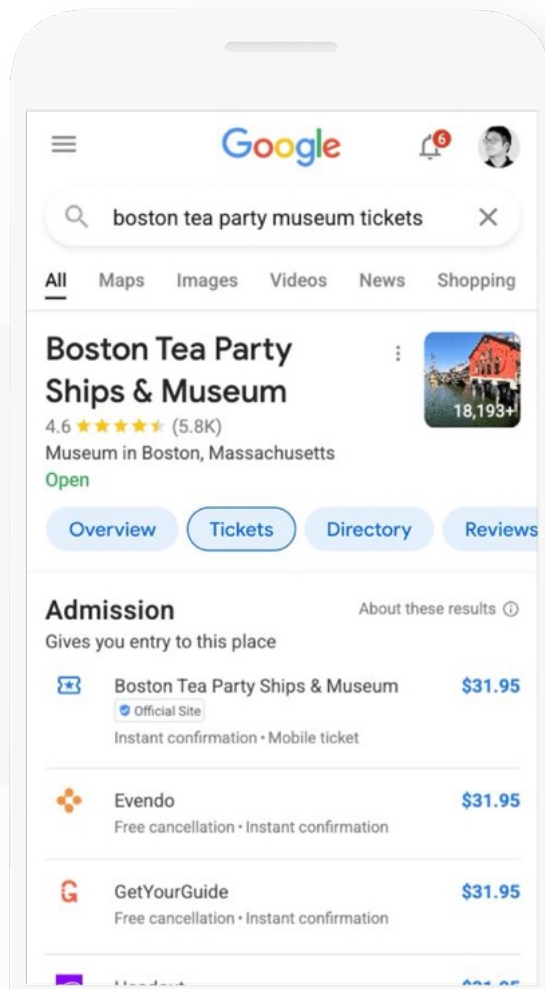 Google
6
boston tea party museum tickets
All Maps Images Videos News Shopping
Boston Tea Party
Ships & Museum
18,193+
4.6 (5.8K)
Museum in Boston, Massachusetts
Open
Overview Tickets Directory Reviews
Admission
About these results
Gives you entry to this place
Boston Tea Party Ships & Museum $31.95
Official Site
Instant confirmation • Mobile ticket
Evendo $31.95
Free cancellation • Instant confirmation
GetYourGuide $31.95
Free cancellation • Instant confirmation